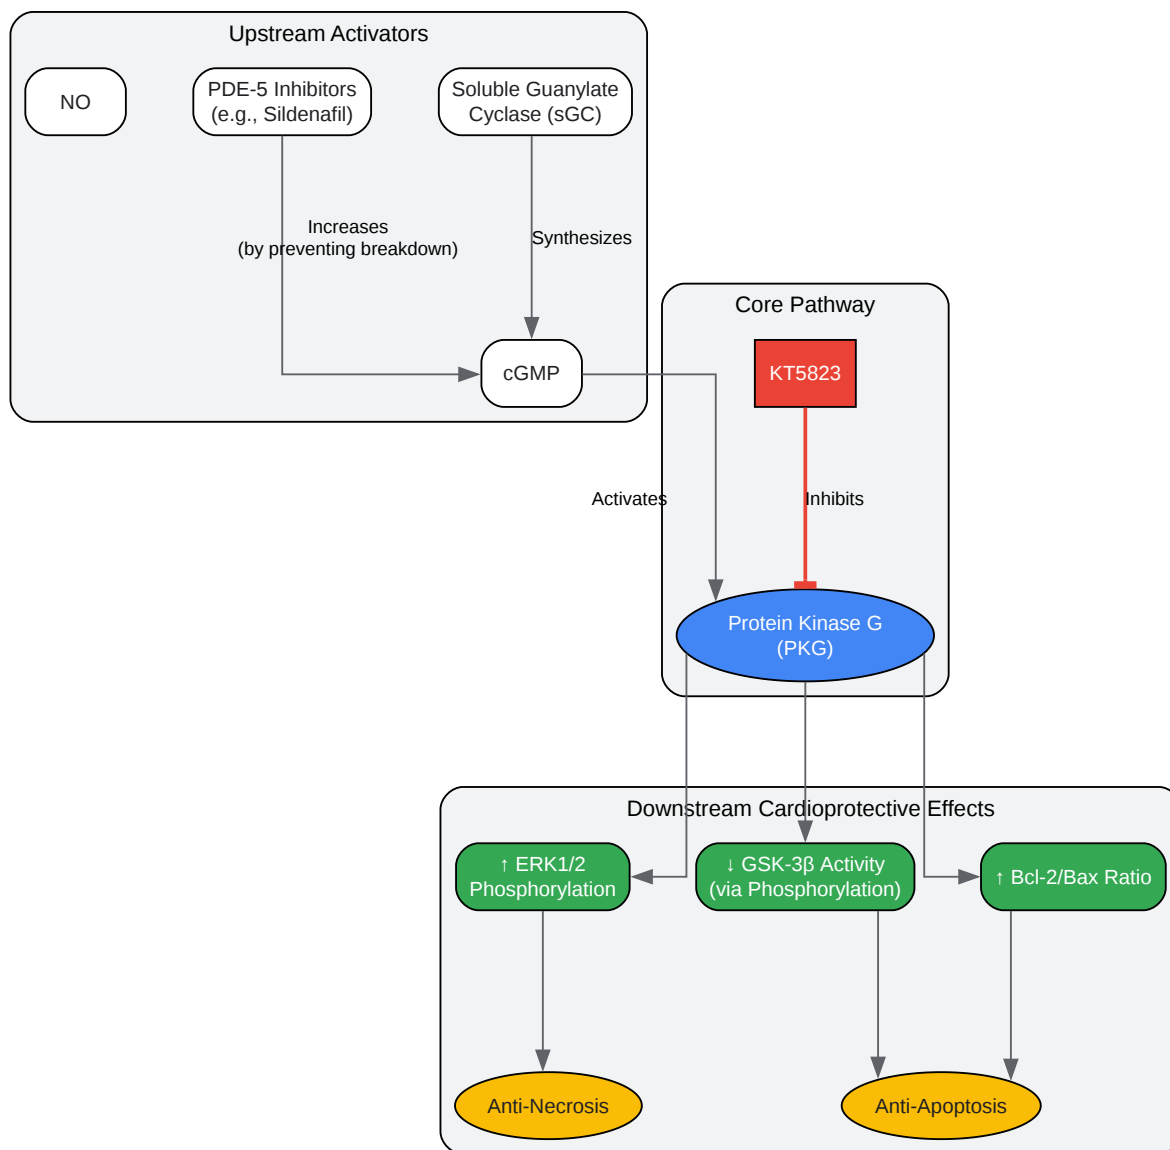 Upstream Activators
NO
PDE-5 Inhibitors
(e.g., Sildenafil)
Soluble Guanylate
Cyclase (sGC)
Increases
(by preventing breakdown)
Synthesizes
cGMP
Core Pathway
KT5823
Activates
Inhibits
Protein Kinase G
(PKG)
Downstream Cardioprotective Effects
↑ ERK1/2
Phosphorylation
↓ GSK-3β Activity
(via Phosphorylation)
↑ Bcl-2/Bax Ratio
Anti-Necrosis
Anti-Apoptosis